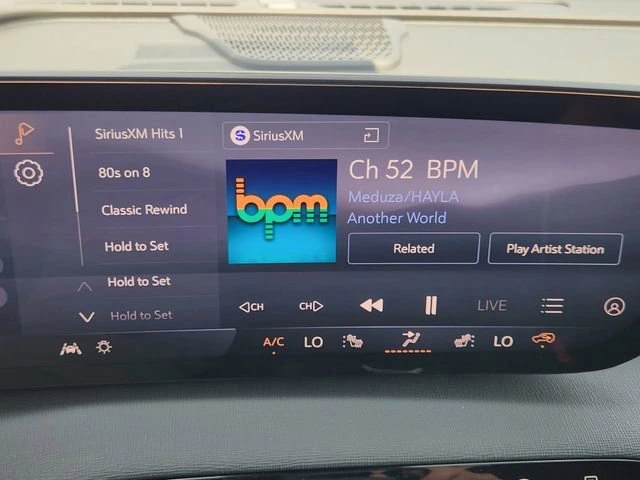 SiriusXM Hits 1
80s on 8
Classic Rewind
Hold to Set
Hold to Set
Hold to Set
S SiriusXM
bpm
Ch 52 BPM
Meduza/HAYLA
Another World
Related
Play Artist Station
CH
CH
LIVE
A/C
LO
LO